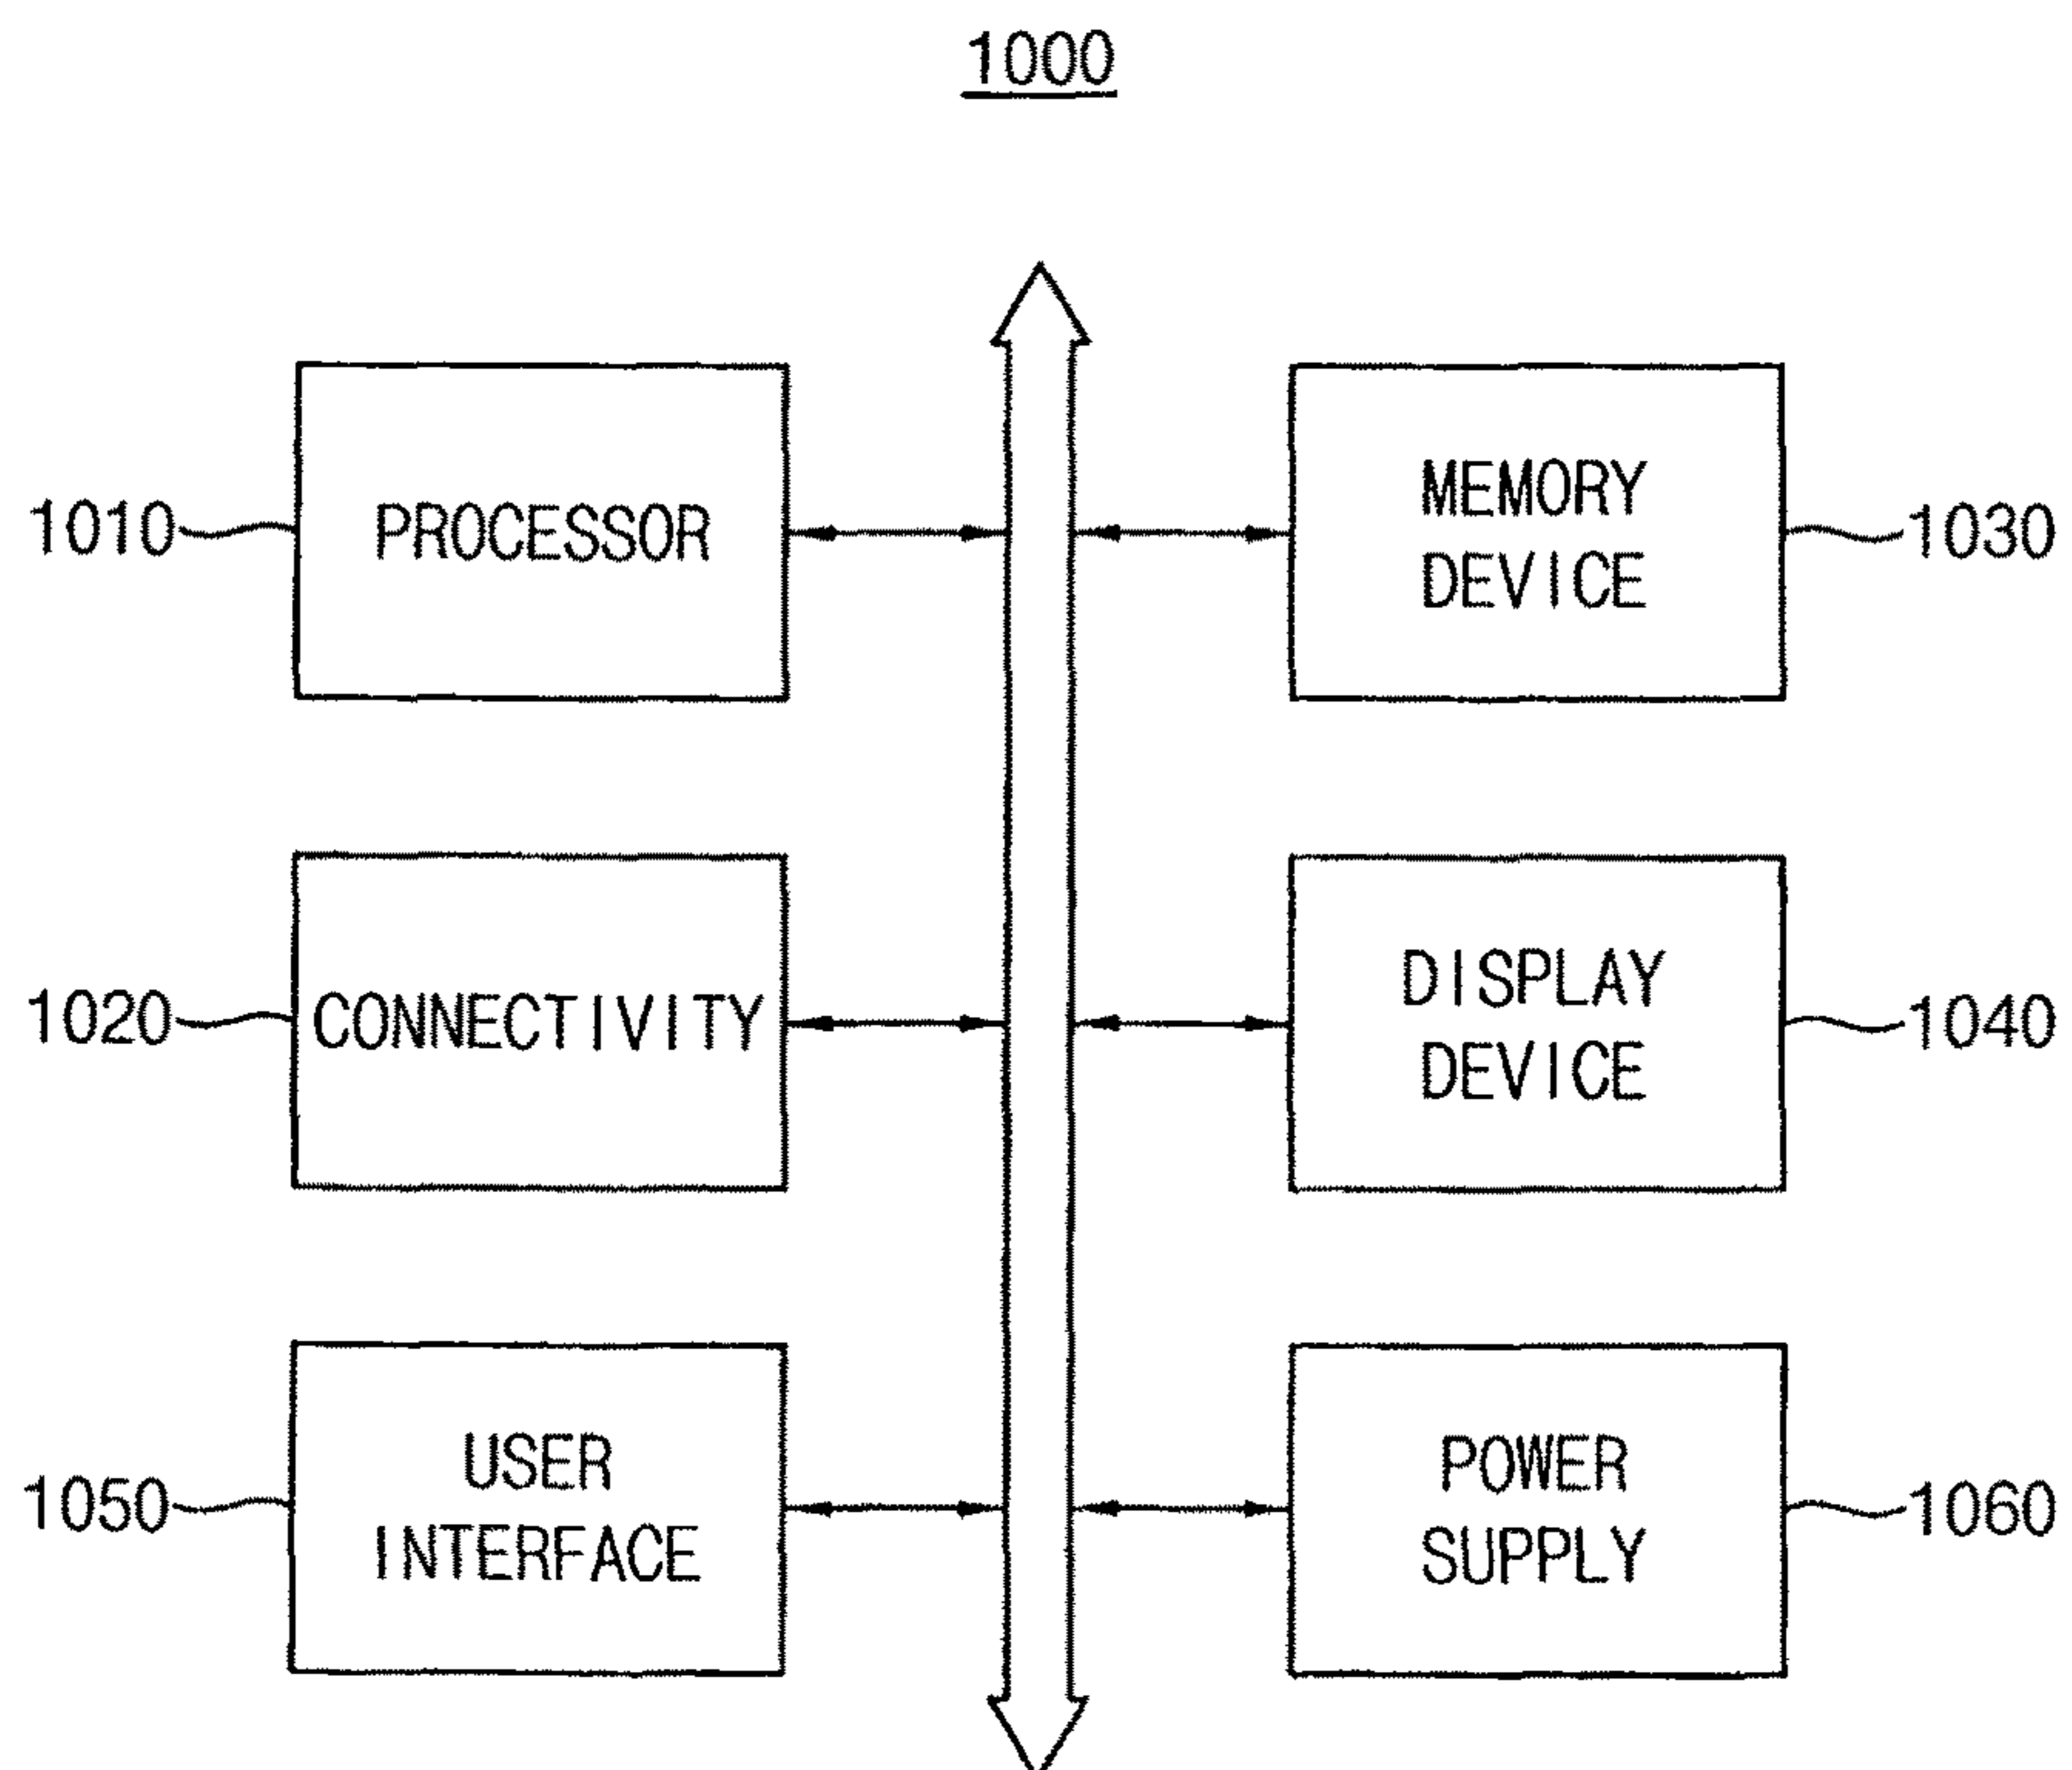 1000
1010
PROCESSOR
MEMORY
DEVICE
1030
1020
CONNECTIVITY
DISPLAY
DEVICE
1040
1050
USER
INTERFACE
POWER
SUPPLY
1060